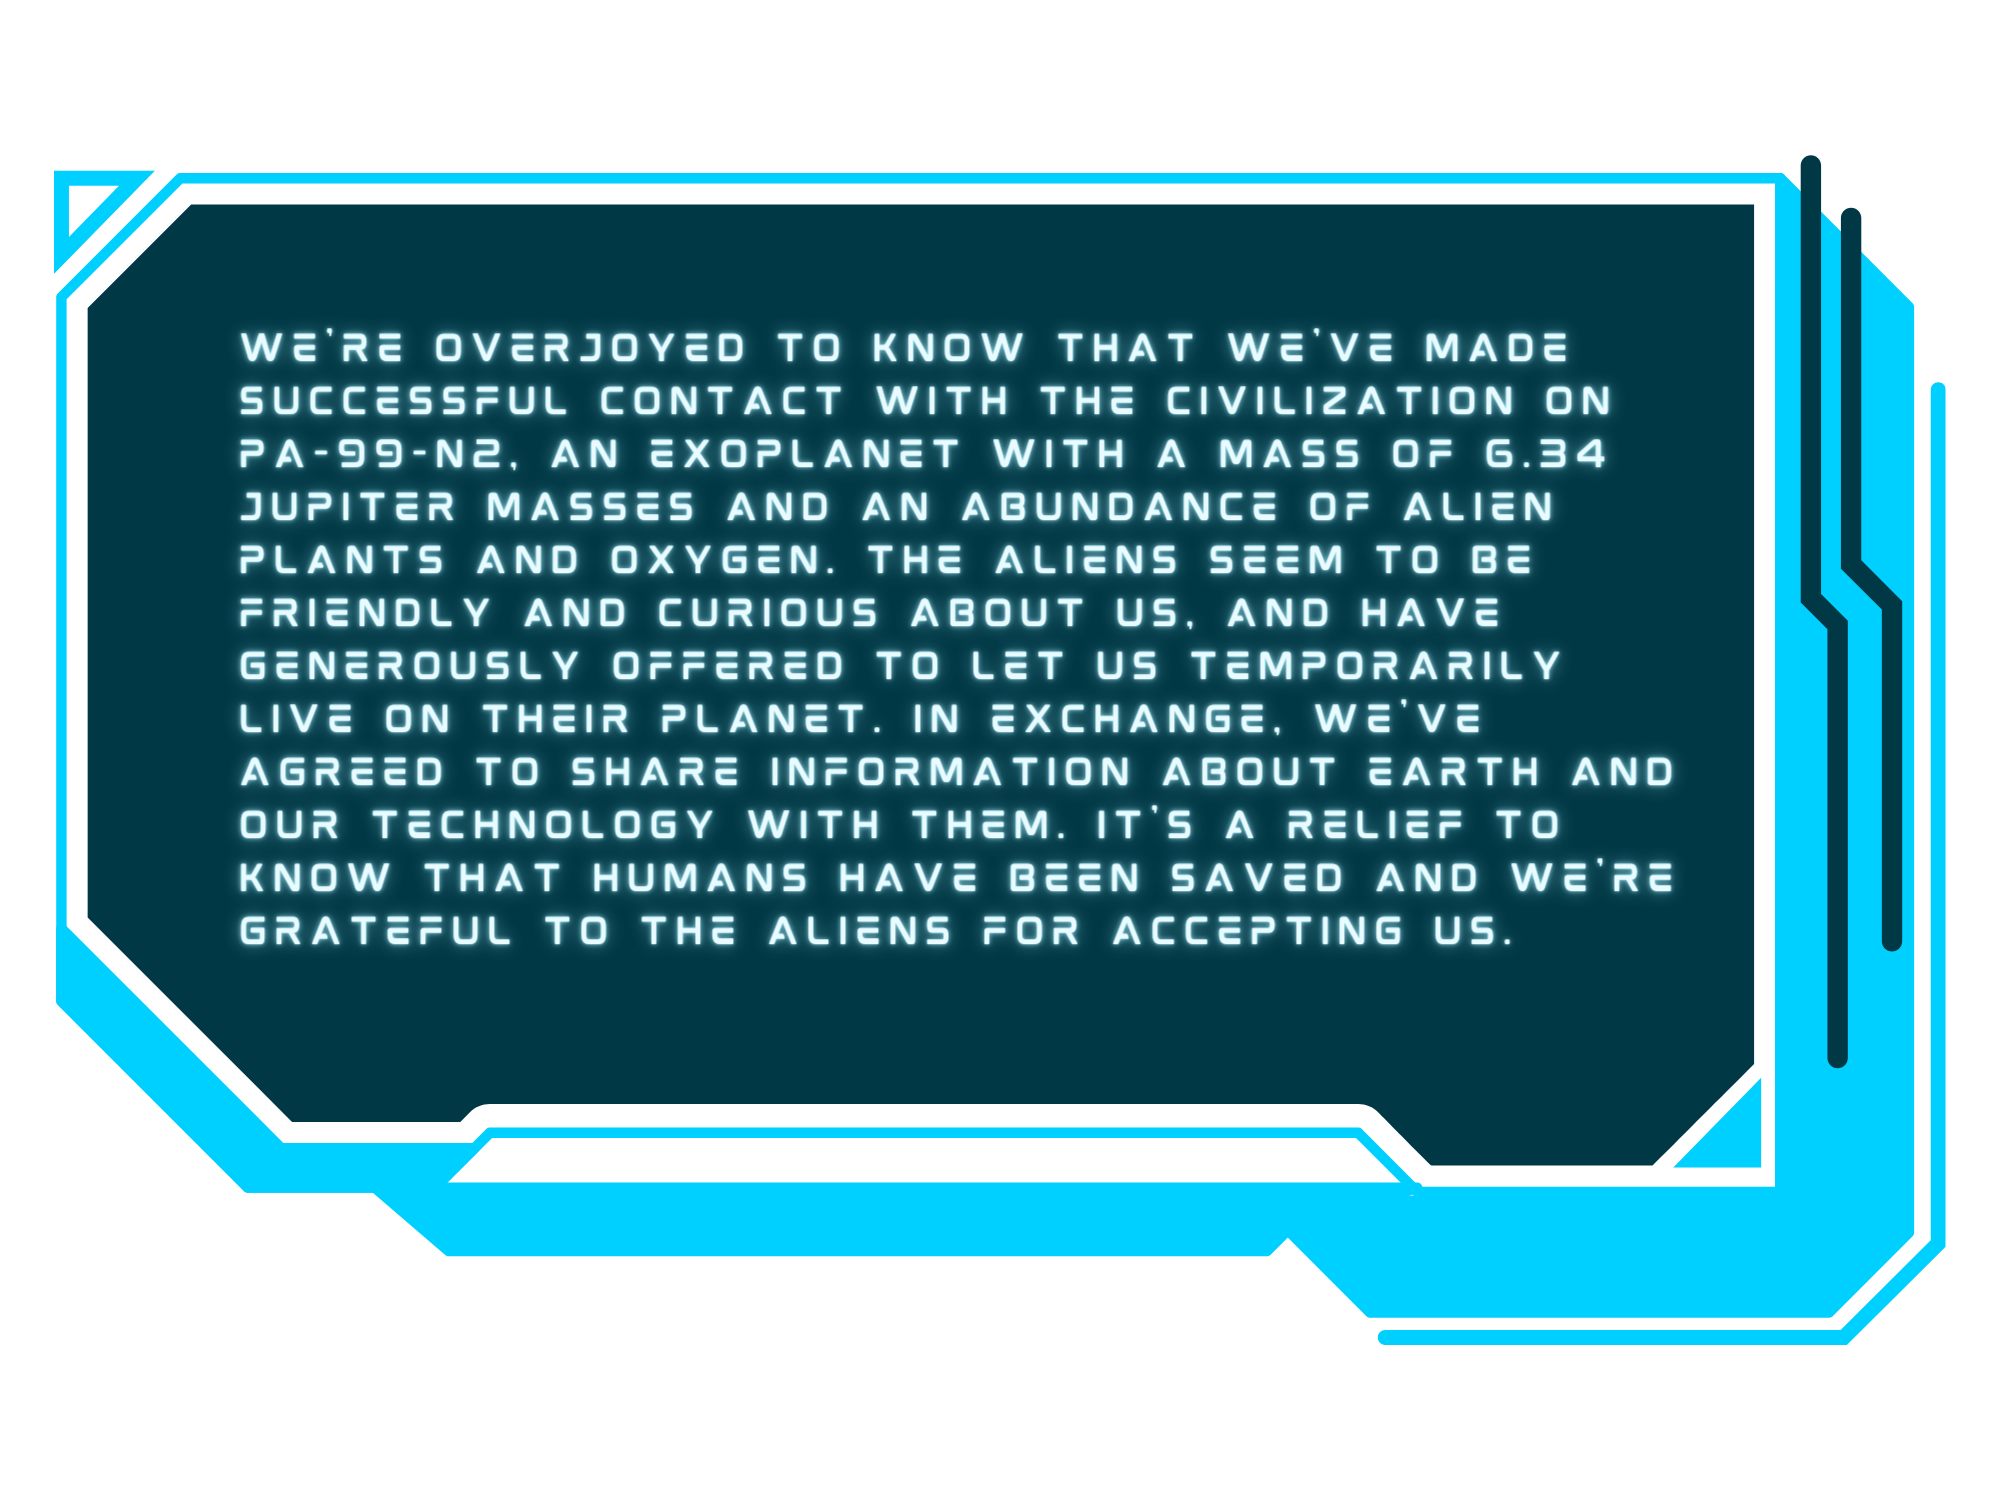 WE'RE OVERJOYED TO KNOW THAT WE'VE MADE
SUCCESSFUL CONTACT WITH THE CIVILIZATION ON
PA-99-N2, AN EXOPLANET WITH A MASS OF 6.34
JUPITER MASSES AND AN ABUNDANCE OF ALIEN
PLANTS AND OXYGEN. THE ALIENS SEEM TO BE
FRIENDLY AND CURIOUS ABOUT US, AND HAVE
GENEROUSLY OFFERED TO LET US TEMPORARILY
LIVE ON THEIR PLANET. IN EXCHANGE, WE'VE
AGREED TO SHARE INFORMATION ABOUT EARTH AND
OUR TECHNOLOGY WITH THEM. IT'S A RELIEF TO
KNOW THAT HUMANS HAVE BEEN SAVED AND WE'RE
GRATEFUL TO THE ALIENS FOR ACCEPTING US.